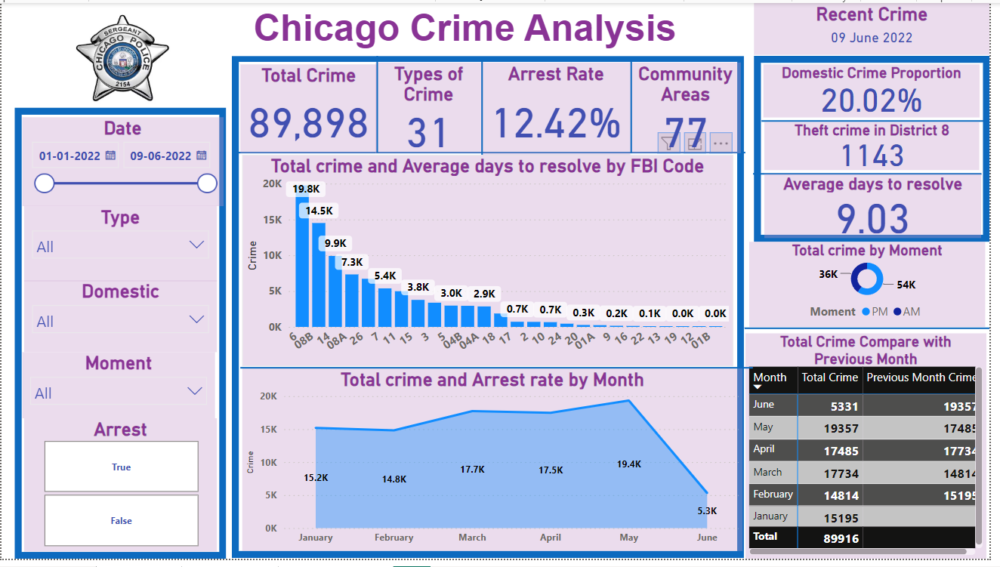 SERGEANT
CHICAGO POLICE
2154
Chicago Crime Analysis
Recent Crime
09 June 2022
Date
01-01-2022
09-06-2022
Type
All
Domestic
All
Moment
All
Arrest
True
False
Total Crime
89,898
Types of
Crime
31
Arrest Rate
12.42%
Community
Areas
77
Total crime and Average days to resolve by FBI Code
Crime
20K
15K
10K
5K
0K
19.8K
14.5K
9.9K
7.3K
5.4K
3.8K
3.0K
2.9K
0.7K
0.7K
0.3K
0.2K
0.1K
0.0K
0.0K
6
08B
14
08A
26
7
11
15
3
5
04B
04A
18
17
2
10
24
20
01A
9
16
22
13
19
12
01B
Total crime and Arrest rate by Month
Crime
20K
15K
10K
5K
0K
15.2K
14.8K
17.7K
17.5K
19.4K
5.3K
January
February
March
April
May
June
Domestic Crime Proportion
20.02%
Theft crime in District 8
1143
Average days to resolve
9.03
Total crime by Moment
36K
54K
Moment PM AM
Total Crime Compare with
Previous Month
Month Total Crime Previous Month Crime
June 5331 19357
May 19357 17485
April 17485 17734
March 17734 14814
February 14814 15195
January 15195
Total 89916